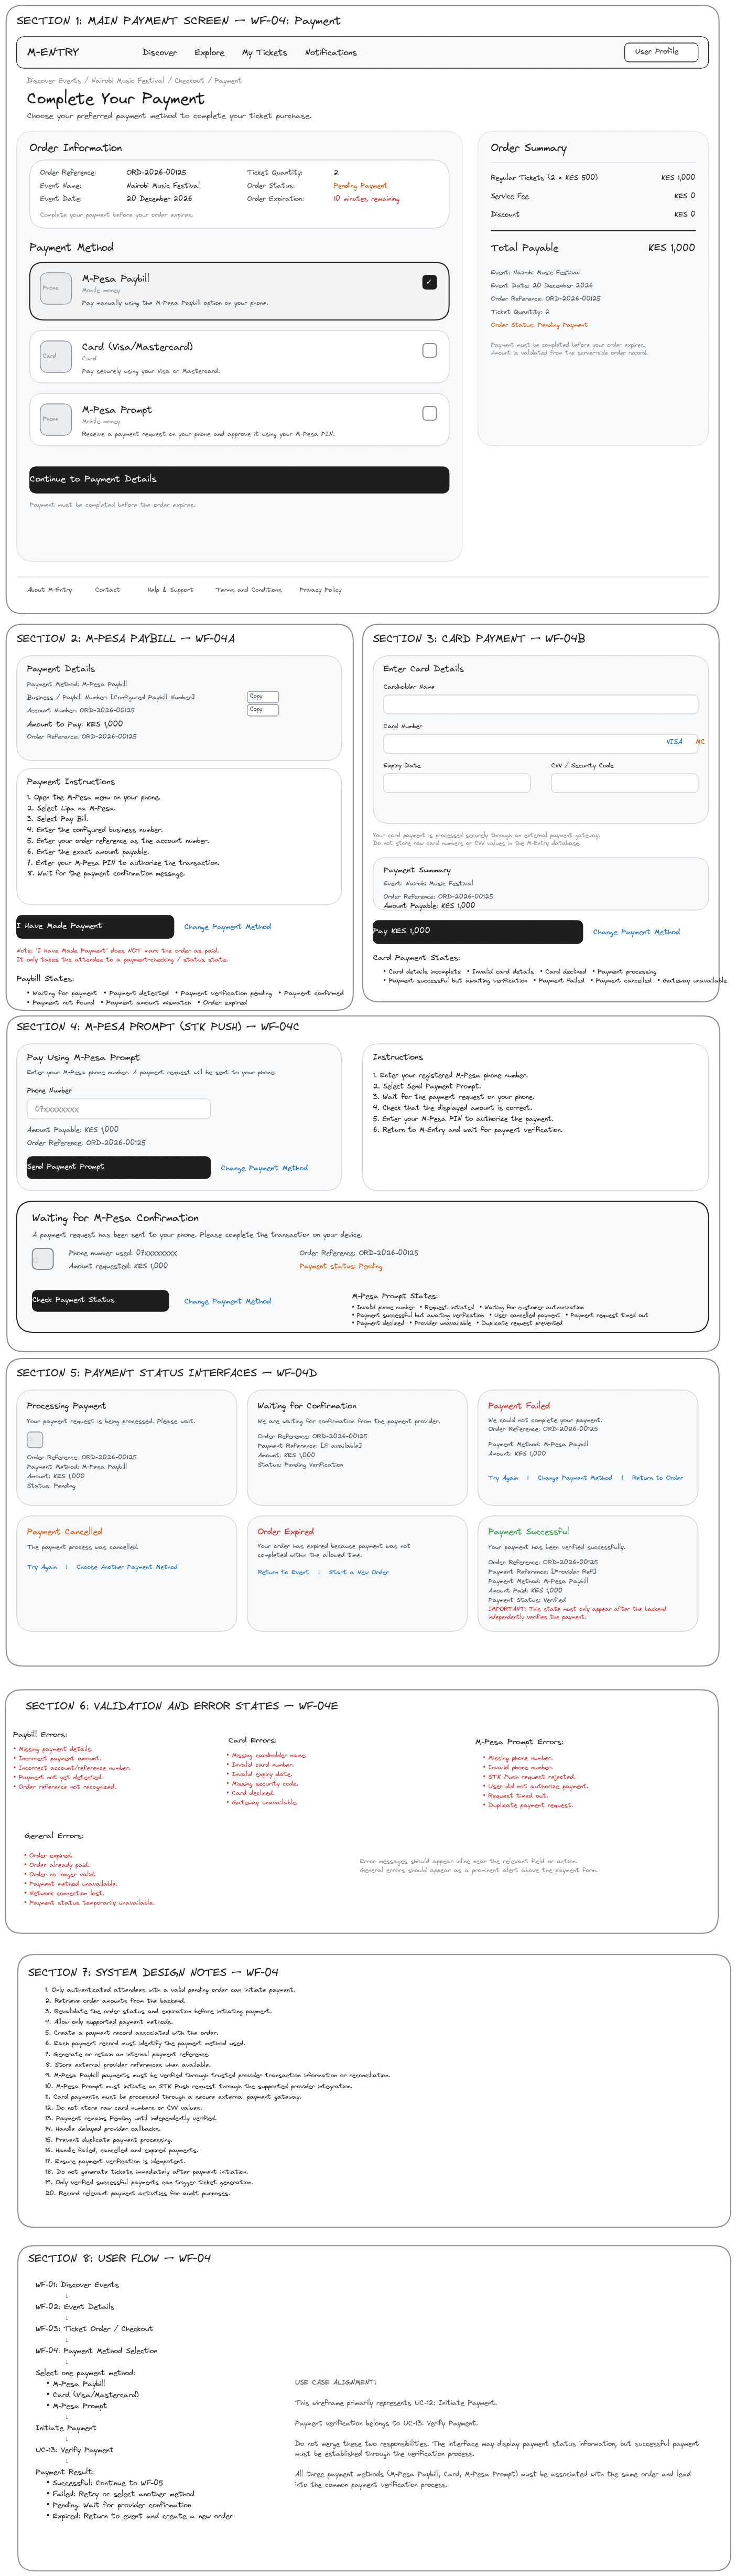 SECTION 1: MAIN PAYMENT SCREEN — WF-04: Payment
M-ENTRY
Discover
Explore
My Tickets
Notifications
User Profile
Discover Events / Nairobi Music Festival / Checkout / Payment
Complete Your Payment
Choose your preferred payment method to complete your ticket purchase.
Order Information
Order Reference: ORD-2026-00125 Ticket Quantity: 2
Event Name: Nairobi Music Festival Order Status: Pending Payment
Event Date: 20 December 2026 Order Expiration: 10 minutes remaining
Complete your payment before your order expires.
Payment Method
Phone
M-Pesa Paybill
Mobile money
Pay manually using the M-Pesa Paybill option on your phone.
✓
Card
Card (Visa/Mastercard)
Card
Pay securely using your Visa or Mastercard.
Phone
M-Pesa Prompt
Mobile money
Receive a payment request on your phone and approve it using your M-Pesa PIN.
Continue to Payment Details
Payment must be completed before the order expires.
Order Summary
Regular Tickets (2 × KES 500) KES 1,000
Service Fee KES 0
Discount KES 0
Total Payable KES 1,000
Event: Nairobi Music Festival
Event Date: 20 December 2026
Order Reference: ORD-2026-00125
Ticket Quantity: 2
Order Status: Pending Payment
Payment must be completed before your order expires.
Amount is validated from the server-side order record.
About M-Entry
Contact
Help & Support
Terms and Conditions
Privacy Policy
SECTION 2: M-PESA PAYBILL — WF-04A
Payment Details
Payment Method: M-Pesa Paybill
Business / Paybill Number: [Configured Paybill Number] Copy
Account Number: ORD-2026-00125 Copy
Amount to Pay: KES 1,000
Order Reference: ORD-2026-00125
Payment Instructions
1. Open the M-Pesa menu on your phone.
2. Select Lipa na M-Pesa.
3. Select Pay Bill.
4. Enter the configured business number.
5. Enter your order reference as the account number.
6. Enter the exact amount payable.
7. Enter your M-Pesa PIN to authorize the transaction.
8. Wait for the payment confirmation message.
I Have Made Payment
Change Payment Method
Note: 'I Have Made Payment' does NOT mark the order as paid.
It only takes the attendee to a payment-checking / status state.
Paybill States:
• Waiting for payment • Payment detected • Payment verification pending • Payment confirmed
• Payment not found • Payment amount mismatch • Order expired
SECTION 3: CARD PAYMENT — WF-04B
Enter Card Details
Cardholder Name
Card Number
VISA MC
Expiry Date
CVV / Security Code
Your card payment is processed securely through an external payment gateway.
Do not store raw card numbers or CVV values in the M-Entry database.
Payment Summary
Event: Nairobi Music Festival
Order Reference: ORD-2026-00125
Amount Payable: KES 1,000
Pay KES 1,000
Change Payment Method
Card Payment States:
• Card details incomplete • Invalid card details • Card declined • Payment processing
• Payment successful but awaiting verification • Payment failed • Payment cancelled • Gateway unavailable
SECTION 4: M-PESA PROMPT (STK PUSH) — WF-04C
Pay Using M-Pesa Prompt
Enter your M-Pesa phone number. A payment request will be sent to your phone.
Phone Number
07XXXXXXXX
Amount Payable: KES 1,000
Order Reference: ORD-2026-00125
Send Payment Prompt
Change Payment Method
Instructions
1. Enter your registered M-Pesa phone number.
2. Select Send Payment Prompt.
3. Wait for the payment request on your phone.
4. Check that the displayed amount is correct.
5. Enter your M-Pesa PIN to authorize the payment.
6. Return to M-Entry and wait for payment verification.
Waiting for M-Pesa Confirmation
A payment request has been sent to your phone. Please complete the transaction on your device.
Phone number used: 07XXXXXXXX Order Reference: ORD-2026-00125
Amount requested: KES 1,000 Payment status: Pending
Check Payment Status
Change Payment Method
M-Pesa Prompt States:
• Invalid phone number • Request initiated • Waiting for customer authorization
• Payment successful but awaiting verification • User cancelled payment • Payment request timed out
• Payment declined • Provider unavailable • Duplicate request prevented
SECTION 5: PAYMENT STATUS INTERFACES — WF-04D
Processing Payment
Your payment request is being processed. Please wait.
Order Reference: ORD-2026-00125
Payment Method: M-Pesa Paybill
Amount: KES 1,000
Status: Pending
Waiting for Confirmation
We are waiting for confirmation from the payment provider.
Order Reference: ORD-2026-00125
Payment Reference: [If available]
Amount: KES 1,000
Status: Pending Verification
Payment Failed
We could not complete your payment.
Order Reference: ORD-2026-00125
Payment Method: M-Pesa Paybill
Amount: KES 1,000
Try Again | Change Payment Method | Return to Order
Payment Cancelled
The payment process was cancelled.
Try Again | Choose Another Payment Method
Order Expired
Your order has expired because payment was not
completed within the allowed time.
Return to Event | Start a New Order
Payment Successful
Your payment has been verified successfully.
Order Reference: ORD-2026-00125
Payment Reference: [Provider Ref]
Payment Method: M-Pesa Paybill
Amount Paid: KES 1,000
Payment Status: Verified
IMPORTANT: This state must only appear after the backend
independently verifies the payment.
SECTION 6: VALIDATION AND ERROR STATES — WF-04E
Paybill Errors:
• Missing payment details.
• Incorrect payment amount.
• Incorrect account/reference number.
• Payment not yet detected.
• Order reference not recognized.
Card Errors:
• Missing cardholder name.
• Invalid card number.
• Invalid expiry date.
• Missing security code.
• Card declined.
• Gateway unavailable.
M-Pesa Prompt Errors:
• Missing phone number.
• Invalid phone number.
• STK Push request rejected.
• User did not authorize payment.
• Request timed out.
• Duplicate payment request.
General Errors:
• Order expired.
• Order already paid.
• Order no longer valid.
• Payment method unavailable.
• Network connection lost.
• Payment status temporarily unavailable.
Error messages should appear inline near the relevant field or action.
General errors should appear as a prominent alert above the payment form.
SECTION 7: SYSTEM DESIGN NOTES — WF-04
1. Only authenticated attendees with a valid pending order can initiate payment.
2. Retrieve order amounts from the backend.
3. Revalidate the order status and expiration before initiating payment.
4. Allow only supported payment methods.
5. Create a payment record associated with the order.
6. Each payment record must identify the payment method used.
7. Generate or retain an internal payment reference.
8. Store external provider references when available.
9. M-Pesa Paybill payments must be verified through trusted provider transaction information or reconciliation.
10. M-Pesa Prompt must initiate an STK Push request through the supported provider integration.
11. Card payments must be processed through a secure external payment gateway.
12. Do not store raw card numbers or CVV values.
13. Payment remains Pending until independently verified.
14. Handle delayed provider callbacks.
15. Prevent duplicate payment processing.
16. Handle failed, cancelled and expired payments.
17. Ensure payment verification is idempotent.
18. Do not generate tickets immediately after payment initiation.
19. Only verified successful payments can trigger ticket generation.
20. Record relevant payment activities for audit purposes.
SECTION 8: USER FLOW — WF-04
WF-01: Discover Events
↓
WF-02: Event Details
↓
WF-03: Ticket Order / Checkout
↓
WF-04: Payment Method Selection
↓
Select one payment method:
• M-Pesa Paybill
• Card (Visa/Mastercard)
• M-Pesa Prompt
↓
Initiate Payment
↓
UC-13: Verify Payment
↓
Payment Result:
• Successful: Continue to WF-05
• Failed: Retry or select another method
• Pending: Wait for provider confirmation
• Expired: Return to event and create a new order
USE CASE ALIGNMENT:
This wireframe primarily represents UC-12: Initiate Payment.
Payment verification belongs to UC-13: Verify Payment.
Do not merge these two responsibilities. The interface may display payment status information, but successful payment
must be established through the verification process.
All three payment methods (M-Pesa Paybill, Card, M-Pesa Prompt) must be associated with the same order and lead
into the common payment verification process.